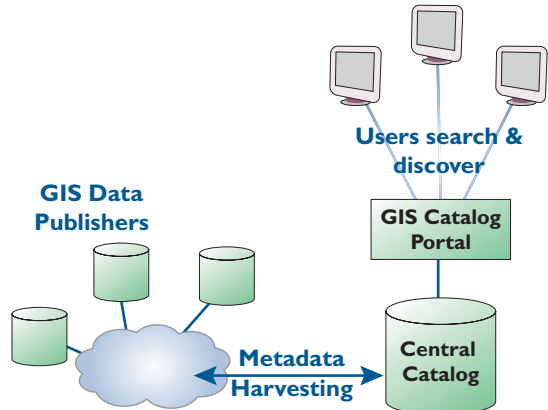 Users search &
discover
GIS Data
Publishers
GIS Catalog
Portal
Metadata
Harvesting
Central
Catalog